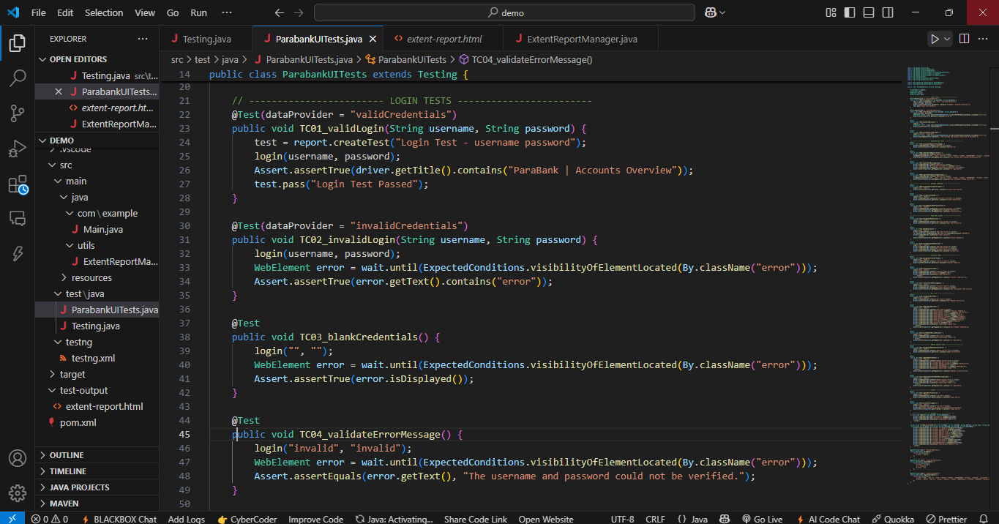 File Edit Selection View Go Run ··· demo
EXPLORER ···
OPEN EDITORS
Testing.java src\t...
ParabankUITests...
extent-report.ht...
ExtentReportMa...
DEMO
.vscode
src
main
java
com\example
Main.java
utils
ExtentReportMa...
resources
test\java
ParabankUITests.java
Testing.java
testng
testng.xml
target
test-output
extent-report.html
pom.xml
OUTLINE
TIMELINE
JAVA PROJECTS
MAVEN
Testing.java ParabankUITests.java extent-report.html ExtentReportManager.java
src > test > java > ParabankUITests.java > ParabankUITests > TC04_validateErrorMessage()
14 public class ParabankUITests extends Testing {
20
21 // ------------------------ LOGIN TESTS ------------------------
22 @Test(dataProvider = "validCredentials")
23 public void TC01_validLogin(String username, String password) {
24 test = report.createTest("Login Test - username password");
25 login(username, password);
26 Assert.assertTrue(driver.getTitle().contains("ParaBank | Accounts Overview"));
27 test.pass("Login Test Passed");
28 }
29
30 @Test(dataProvider = "invalidCredentials")
31 public void TC02_invalidLogin(String username, String password) {
32 login(username, password);
33 WebElement error = wait.until(ExpectedConditions.visibilityOfElementLocated(By.className("error")));
34 Assert.assertTrue(error.getText().contains("error"));
35 }
36
37 @Test
38 public void TC03_blankCredentials() {
39 login("", "");
40 WebElement error = wait.until(ExpectedConditions.visibilityOfElementLocated(By.className("error")));
41 Assert.assertTrue(error.isDisplayed());
42 }
43
44 @Test
45 public void TC04_validateErrorMessage() {
46 login("invalid", "invalid");
47 WebElement error = wait.until(ExpectedConditions.visibilityOfElementLocated(By.className("error")));
48 Assert.assertEquals(error.getText(), "The username and password could not be verified.");
49 }
50
0 0 BLACKBOX Chat Add Logs CyberCoder Improve Code Java: Activating... Share Code Link Open Website UTF-8 CRLF {} Java Go Live AI Code Chat Quokka Prettier